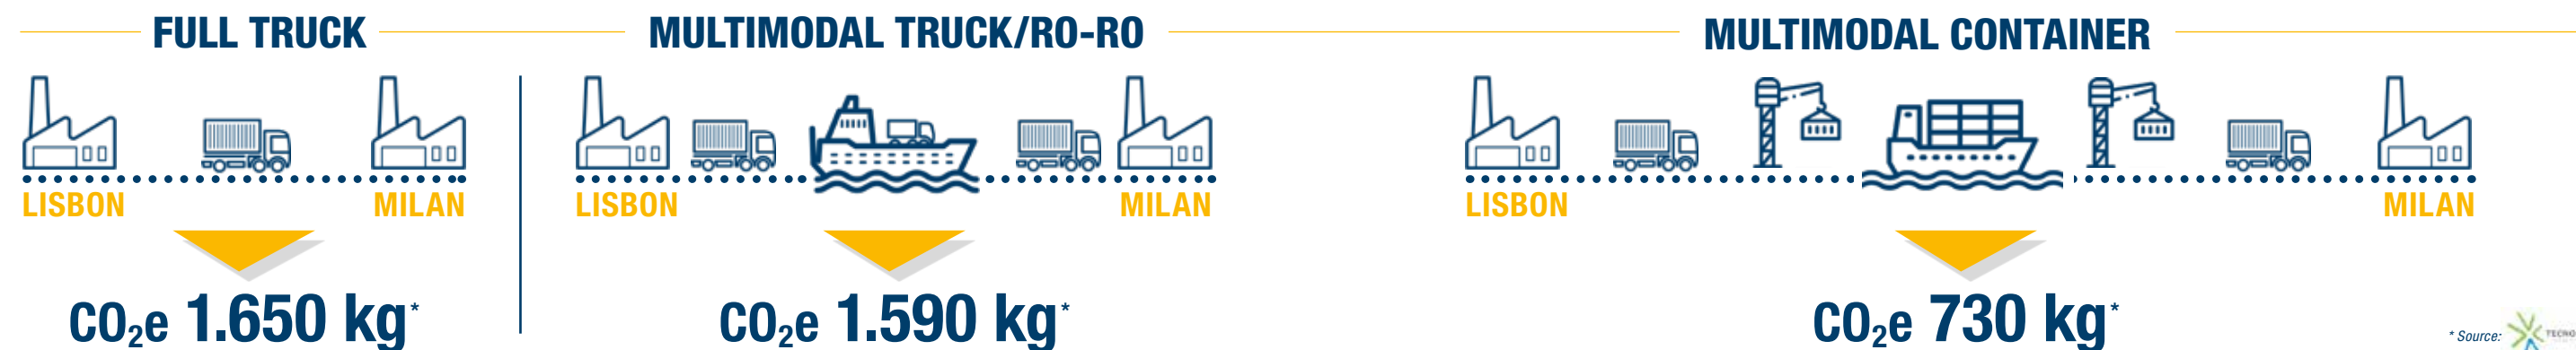 FULL TRUCK
LISBON
MILAN
CO₂e 1.650 kg*
MULTIMODAL TRUCK/RO-RO
LISBON
MILAN
CO₂e 1.590 kg*
MULTIMODAL CONTAINER
LISBON
MILAN
CO₂e 730 kg*
* Source:
TECNO